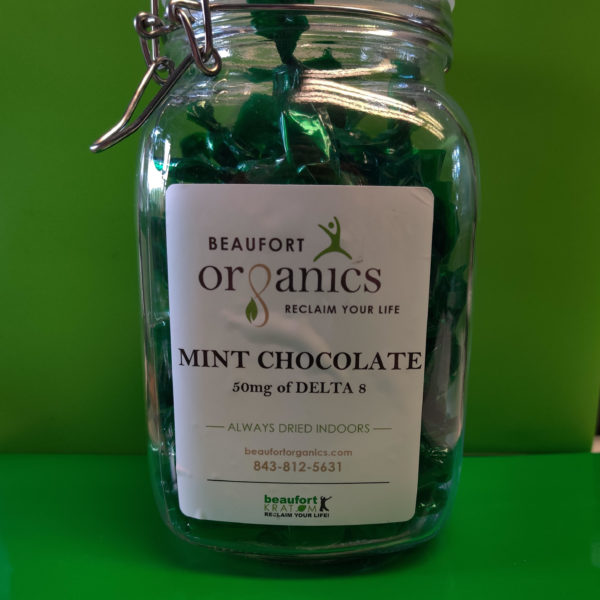 BEAUFORT
organics
RECLAIM YOUR LIFE
MINT CHOCOLATE
50mg of DELTA 8
ALWAYS DRIED INDOORS
beaufortorganics.com
843-812-5631
beaufort
KRATOM
RECLAIM YOUR LIFE!